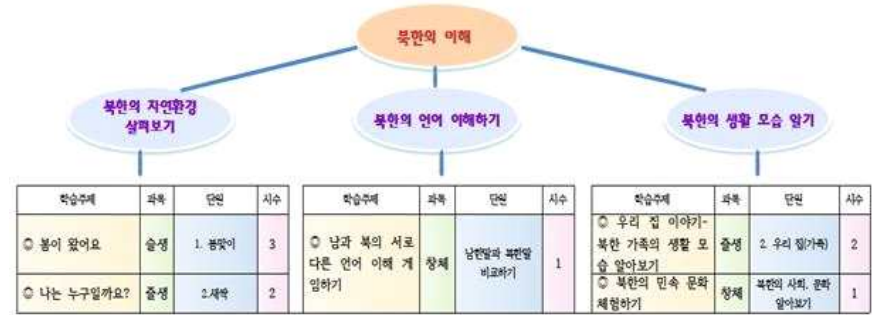 북한의 이해
북한의 자연환경
살펴보기
북한의 언어 이해하기
북한의 생활 모습 알기
학습주제 과목 단원 시수
◎ 봄이 왔어요 슬생 1. 봄맞이 3
◎ 나는 누구일까요? 즐생 2.새싹 2
학습주제 과목 단원 시수
◎ 남과 북의 서로
다른 언어 이해 게
임하기
창체
남한말과 북한말
비교하기
1
학습주제 과목 단원 시수
◎ 우리 집 이야기-
북한 가족의 생활 모
습 알아보기
즐생 2. 우리 집(가족) 2
◎ 북한의 민속 문화
체험하기
창체
북한의 사회, 문화
알아보기
1